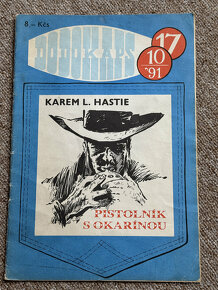 8 – Kčs
17
10
'91
KAREM L. HASTIE
PISTOLNÍK
S OKARÍNOU